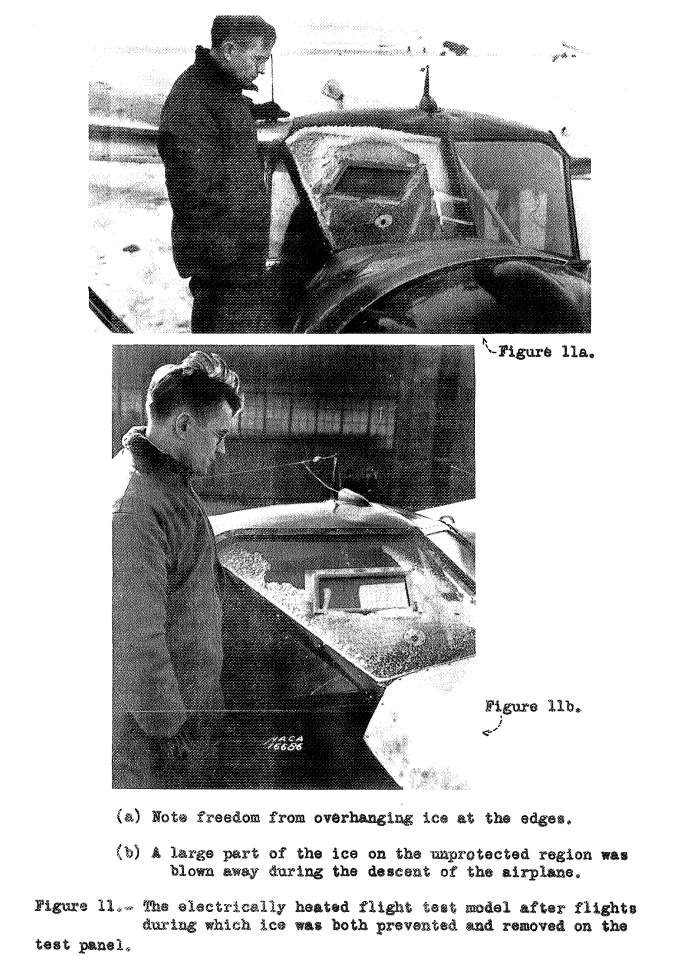 Figure 11a.
NACA
16686
Figure 11b.
(a) Note freedom from overhanging ice at the edges.
(b) A large part of the ice on the unprotected region was
blown away during the descent of the airplane.
Figure 11.- The electrically heated flight test model after flights
during which ice was both prevented and removed on the
test panel.